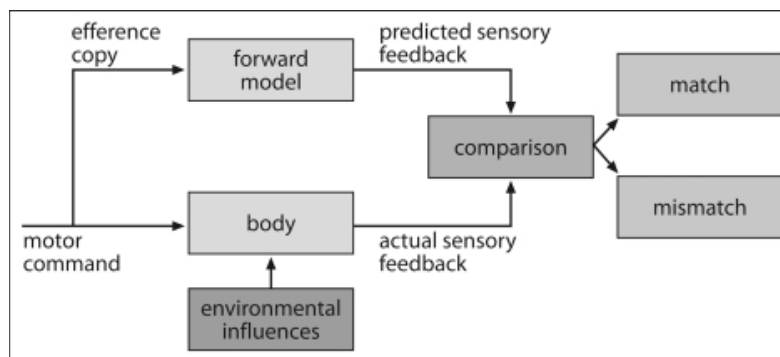 efference
copy
forward
model
predicted sensory
feedback
match
comparison
mismatch
motor
command
body
actual sensory
feedback
environmental
influences